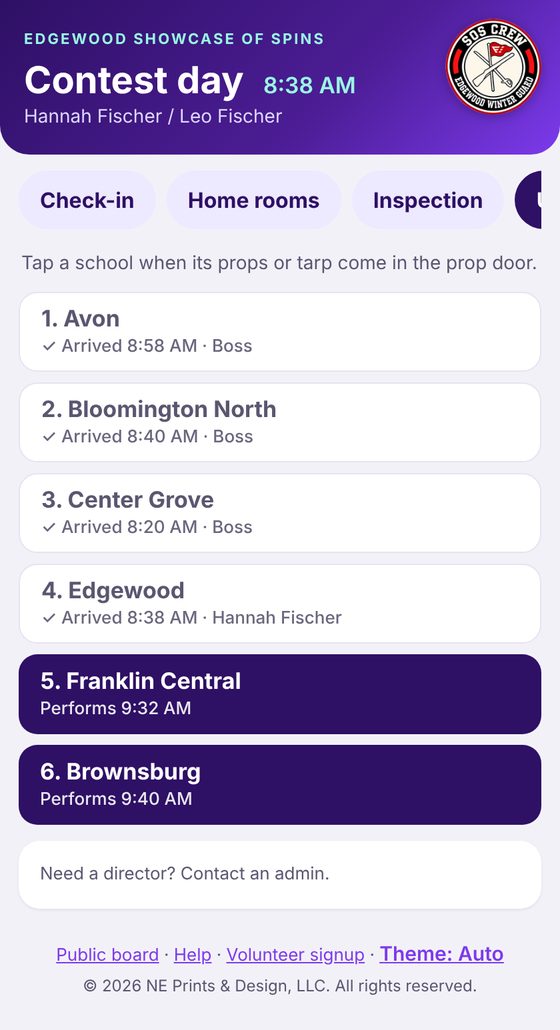 EDGEWOOD SHOWCASE OF SPINS
Contest day 8:38 AM
Hannah Fischer / Leo Fischer
SOS CREW
EDGEWOOD WINTER GUARD
Check-in
Home rooms
Inspection
Tap a school when its props or tarp come in the prop door.
1. Avon
✓ Arrived 8:58 AM · Boss
2. Bloomington North
✓ Arrived 8:40 AM · Boss
3. Center Grove
✓ Arrived 8:20 AM · Boss
4. Edgewood
✓ Arrived 8:38 AM · Hannah Fischer
5. Franklin Central
Performs 9:32 AM
6. Brownsburg
Performs 9:40 AM
Need a director? Contact an admin.
Public board · Help · Volunteer signup · Theme: Auto
© 2026 NE Prints & Design, LLC. All rights reserved.